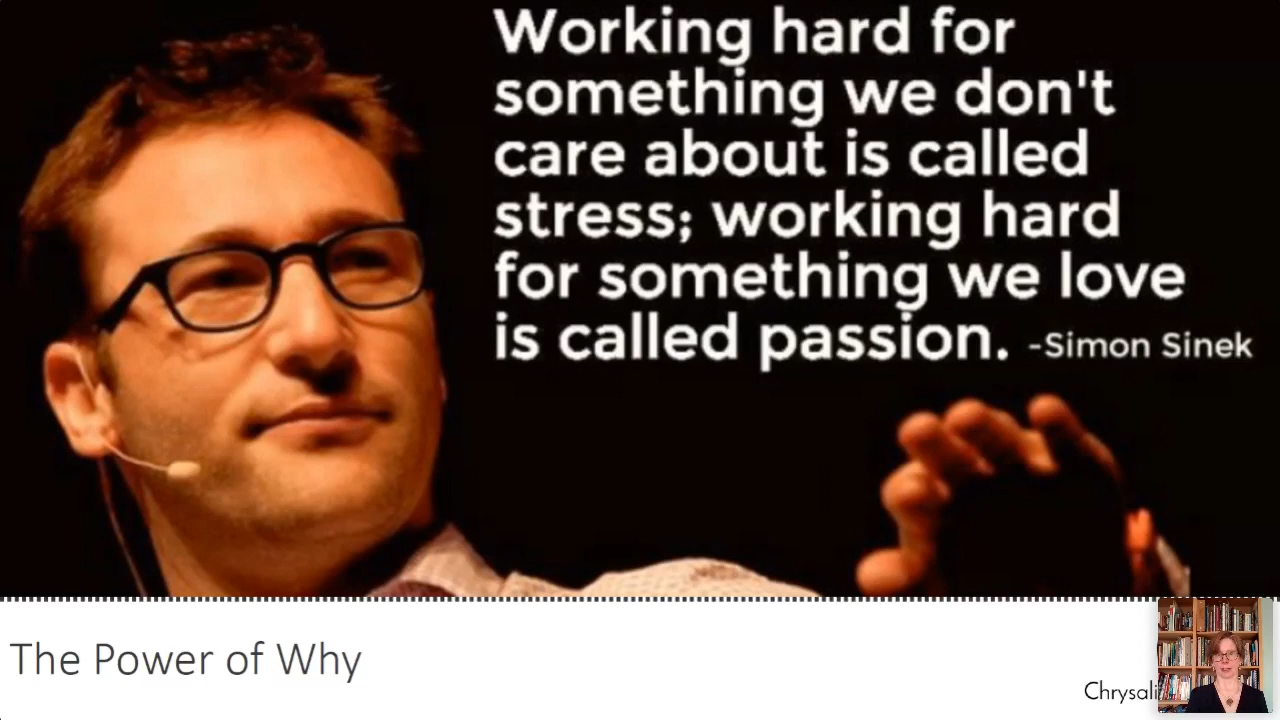 Working hard for
something we don't
care about is called
stress; working hard
for something we love
is called passion. -Simon Sinek
The Power of Why